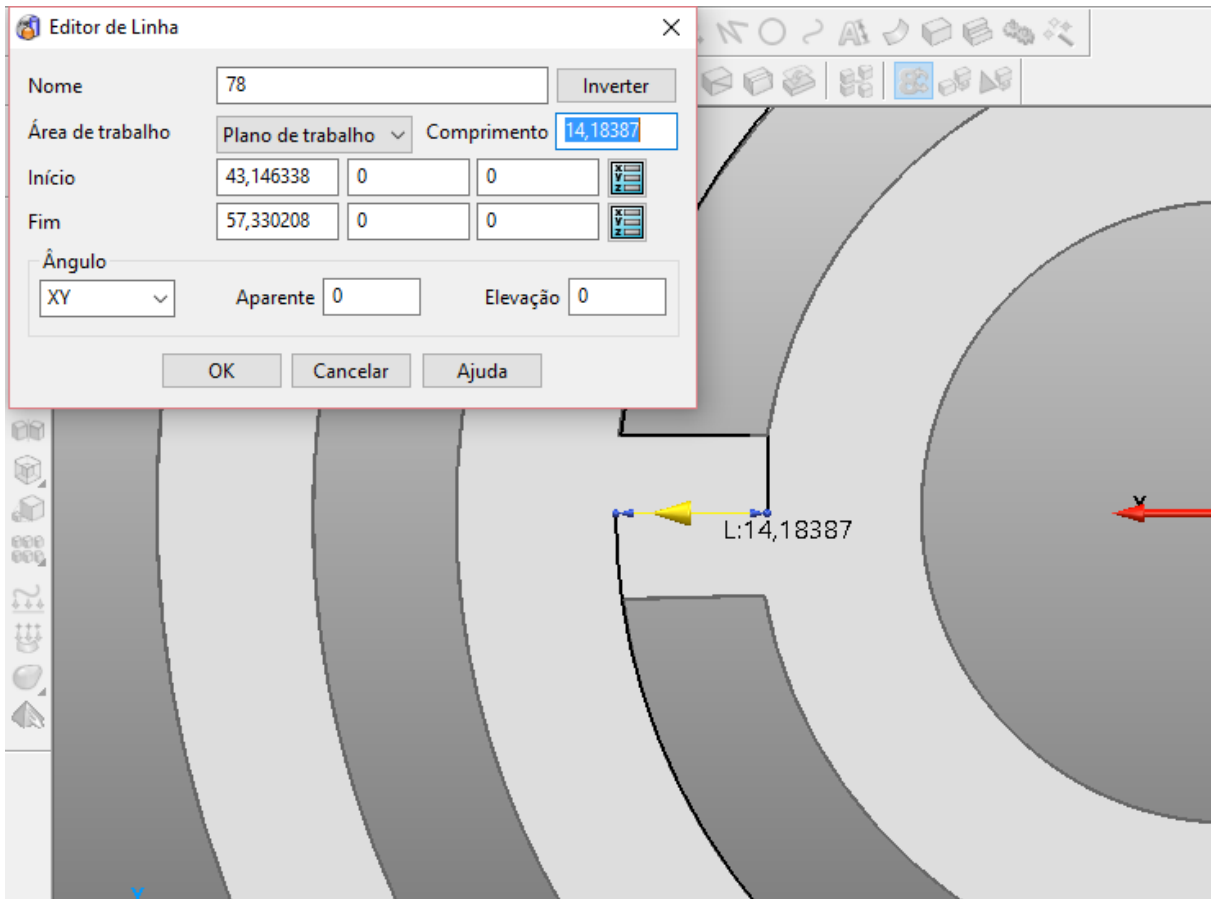 Editor de Linha
Nome 78 Inverter
Área de trabalho Plano de trabalho Comprimento 14,18387
Início 43,146338 0 0
Fim 57,330208 0 0
Ângulo
XY Aparente 0 Elevação 0
OK Cancelar Ajuda
L:14,18387